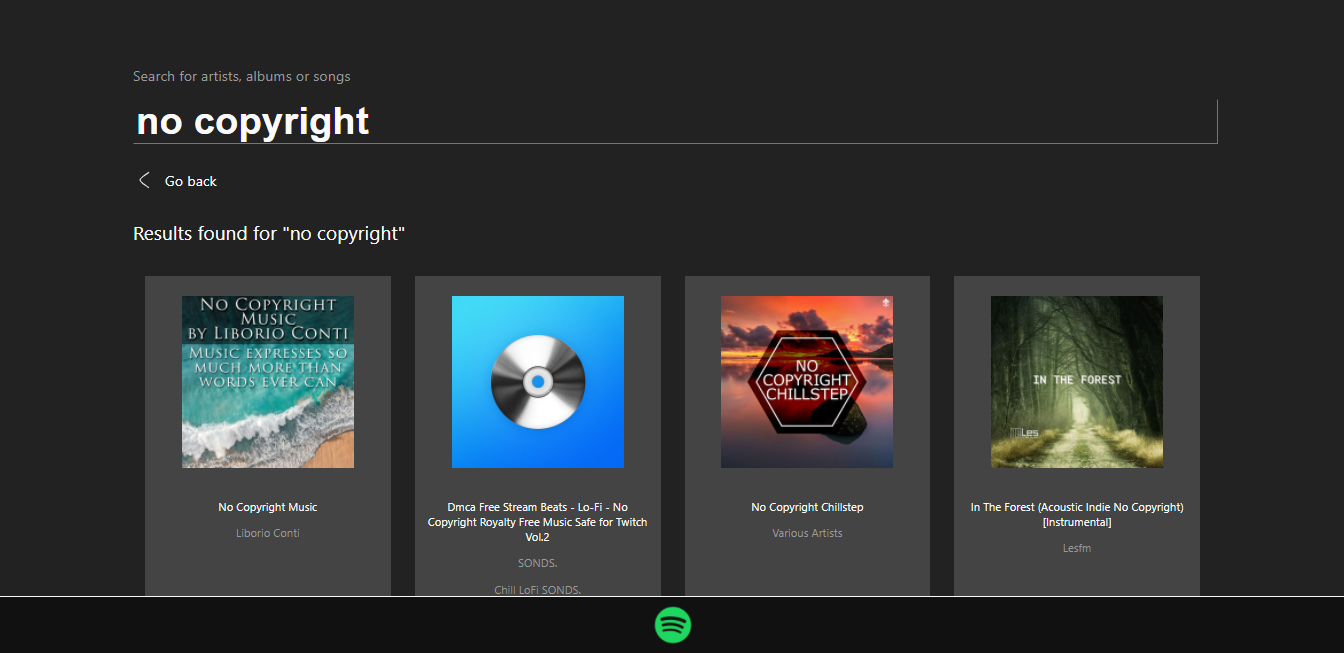 Search for artists, albums or songs
no copyright
Go back
Results found for "no copyright"
NO COPYRIGHT
MUSIC
BY LIBORIO CONTI
MUSIC EXPRESSES SO
MUCH MORE THAN
WORDS EVER CAN
No Copyright Music
Liborio Conti
Dmca Free Stream Beats - Lo-Fi - No
Copyright Royalty Free Music Safe for Twitch
Vol.2
SONDS.
Chill LoFi SONDS.
NO
COPYRIGHT
CHILLSTEP
No Copyright Chillstep
Various Artists
IN THE FOREST
Les
In The Forest (Acoustic Indie No Copyright)
[Instrumental]
Lesfm